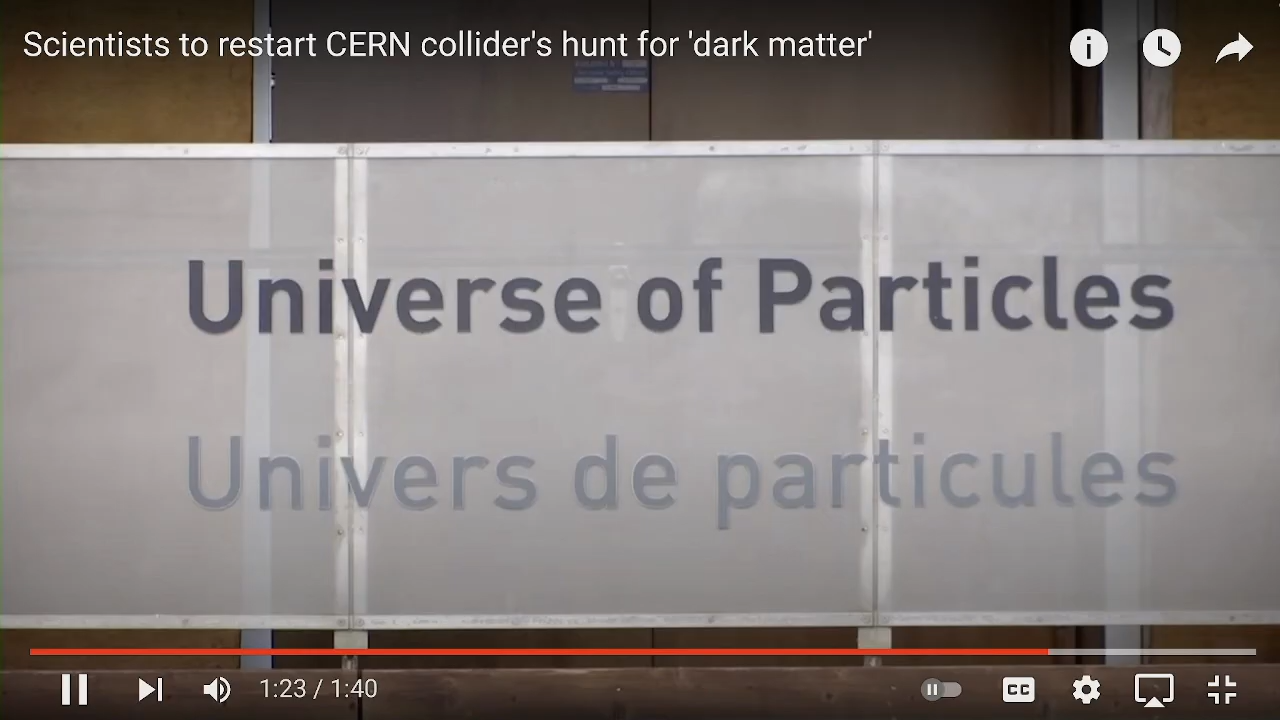 Scientists to restart CERN collider's hunt for 'dark matter'
Universe of Particles
Univers de particules
1:23 / 1:40
CC